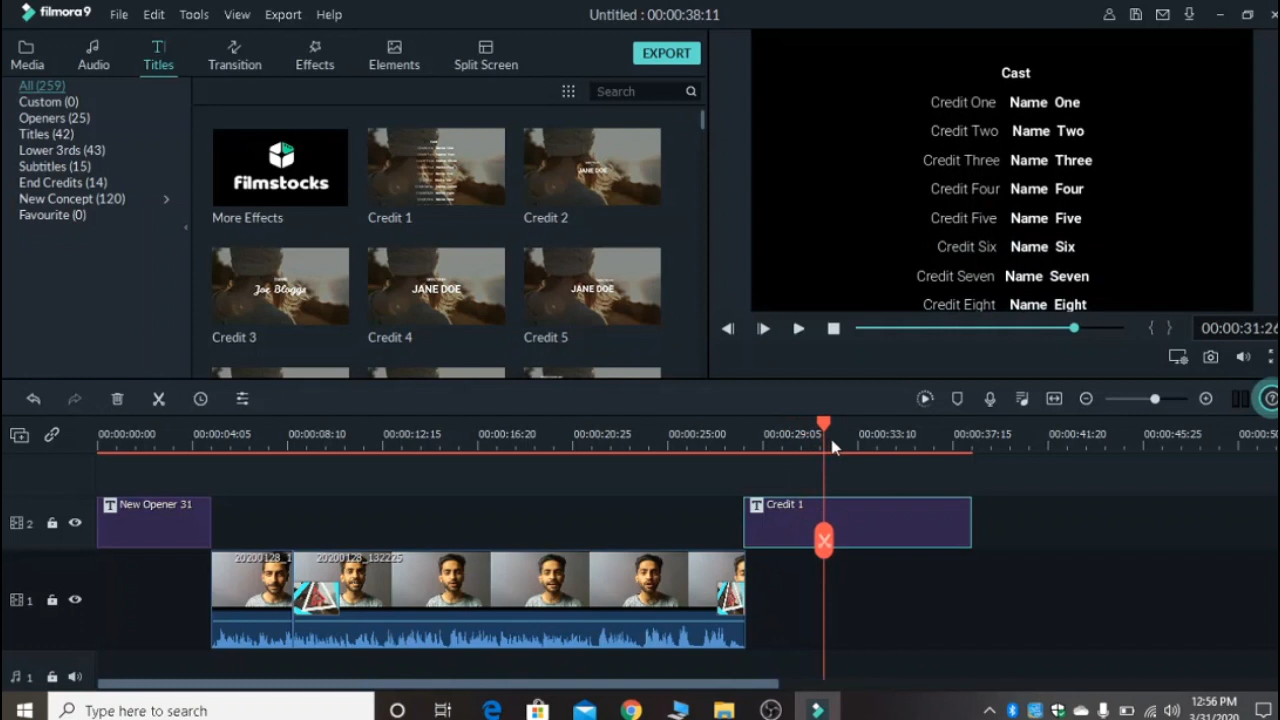 filmora9 File Edit Tools View Export Help Untitled : 00:00:38:11
Media Audio Titles Transition Effects Elements Split Screen EXPORT
All (259)
Custom (0)
Openers (25)
Titles (42)
Lower 3rds (43)
Subtitles (15)
End Credits (14)
New Concept (120)
Favourite (0)
Search
filmstocks
More Effects
Credit 1
JANE DOE
Credit 2
Joe Bloggs
Credit 3
JANE DOE
Credit 4
JANE DOE
Credit 5
Cast
Credit One Name One
Credit Two Name Two
Credit Three Name Three
Credit Four Name Four
Credit Five Name Five
Credit Six Name Six
Credit Seven Name Seven
Credit Eight Name Eight
00:00:31:26
00:00:00:00 00:00:04:05 00:00:08:10 00:00:12:15 00:00:16:20 00:00:20:25 00:00:25:00 00:00:29:05 00:00:33:10 00:00:37:15 00:00:41:20 00:00:45:25 00:00:50
2
T New Opener 31
T Credit 1
1
20200128_1 20200128_132225
1
Type here to search
12:56 PM
3/31/2020